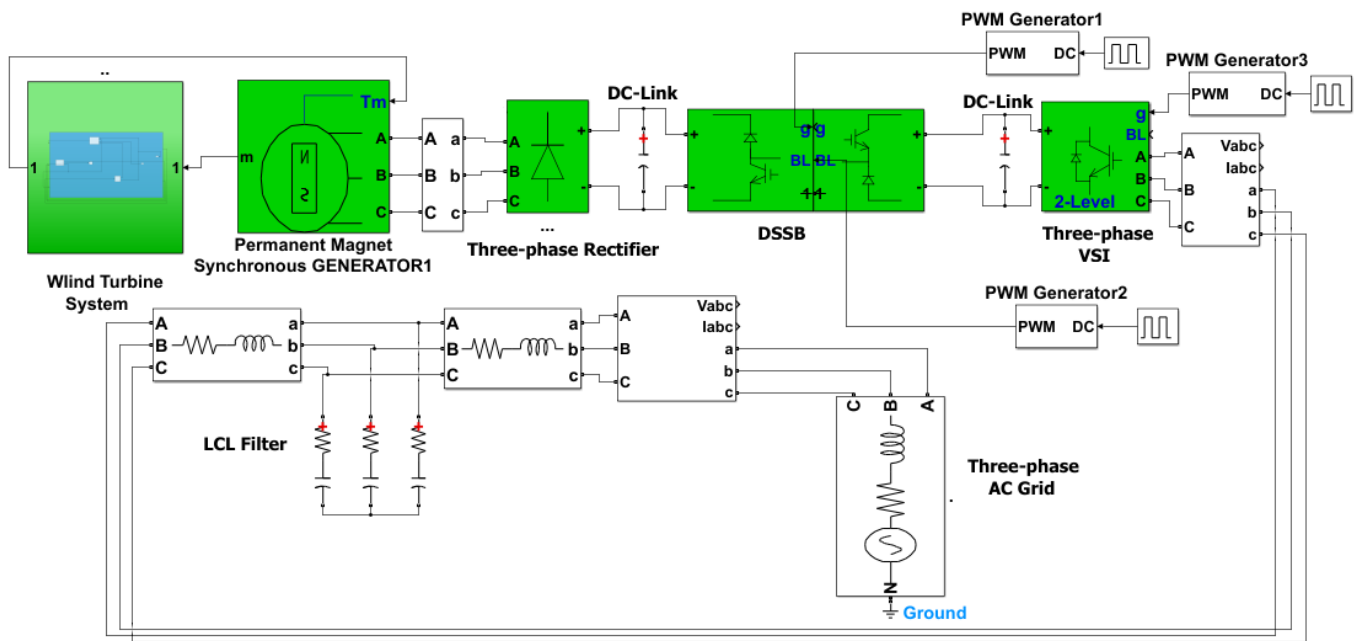 PWM Generator1
PWM
DC
PWM Generator3
PWM
DC
..
DC-Link
DC-Link
Tm
A
B
C
m
1
1
N
S
A
B
C
a
b
c
A
B
C
+
-
+
-
g
g
BL
BL
+
-
+
-
g
BL
A
B
C
2-Level
A
B
C
Vabc
Iabc
a
b
c
...
Permanent Magnet
Synchronous GENERATOR1
Three-phase Rectifier
DSSB
Three-phase
VSI
Wlind Turbine
System
PWM Generator2
PWM
DC
A
B
C
a
b
c
A
B
C
a
b
c
A
B
C
Vabc
Iabc
a
b
c
LCL Filter
C
B
A
N
Three-phase
AC Grid
Ground